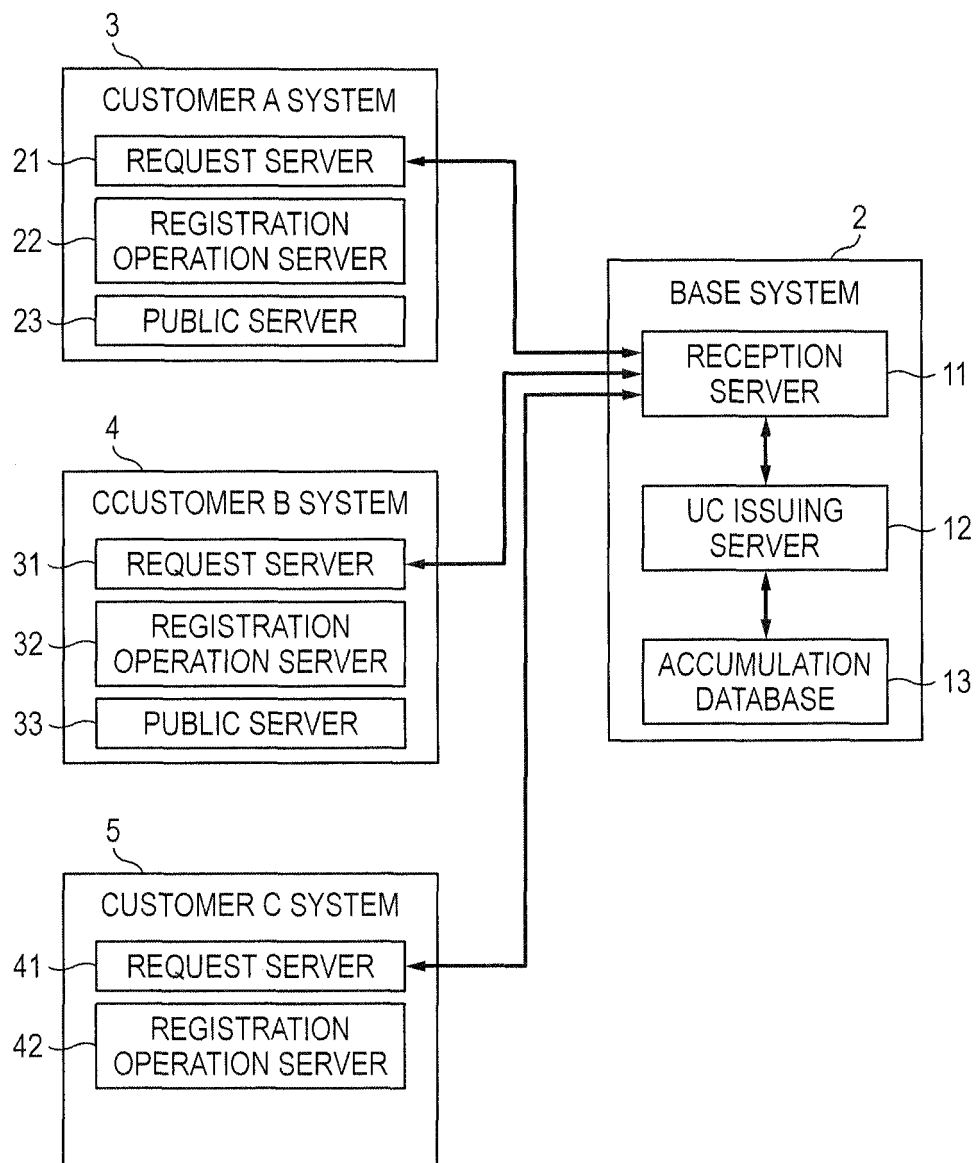 3
CUSTOMER A SYSTEM
21
REQUEST SERVER
22
REGISTRATION
OPERATION SERVER
23
PUBLIC SERVER
2
BASE SYSTEM
RECEPTION
SERVER
11
UC ISSUING
SERVER
12
ACCUMULATION
DATABASE
13
4
CCUSTOMER B SYSTEM
31
REQUEST SERVER
32
REGISTRATION
OPERATION SERVER
33
PUBLIC SERVER
5
CUSTOMER C SYSTEM
41
REQUEST SERVER
42
REGISTRATION
OPERATION SERVER